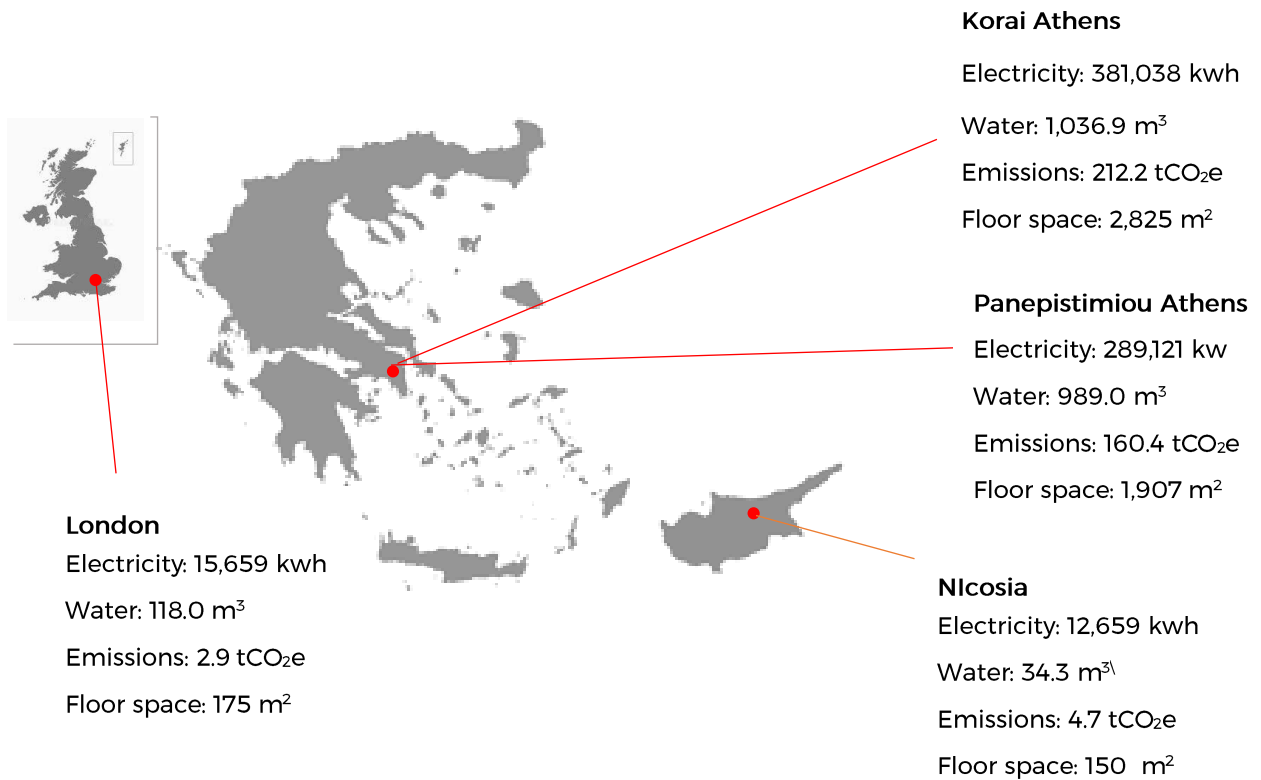 Korai Athens
Electricity: 381,038 kwh
Water: 1,036.9 m³
Emissions: 212.2 tCO₂e
Floor space: 2,825 m²
Panepistimiou Athens
Electricity: 289,121 kw
Water: 989.0 m³
Emissions: 160.4 tCO₂e
Floor space: 1,907 m²
London
Electricity: 15,659 kwh
Water: 118.0 m³
Emissions: 2.9 tCO₂e
Floor space: 175 m²
NIcosia
Electricity: 12,659 kwh
Water: 34.3 m³\
Emissions: 4.7 tCO₂e
Floor space: 150  m²